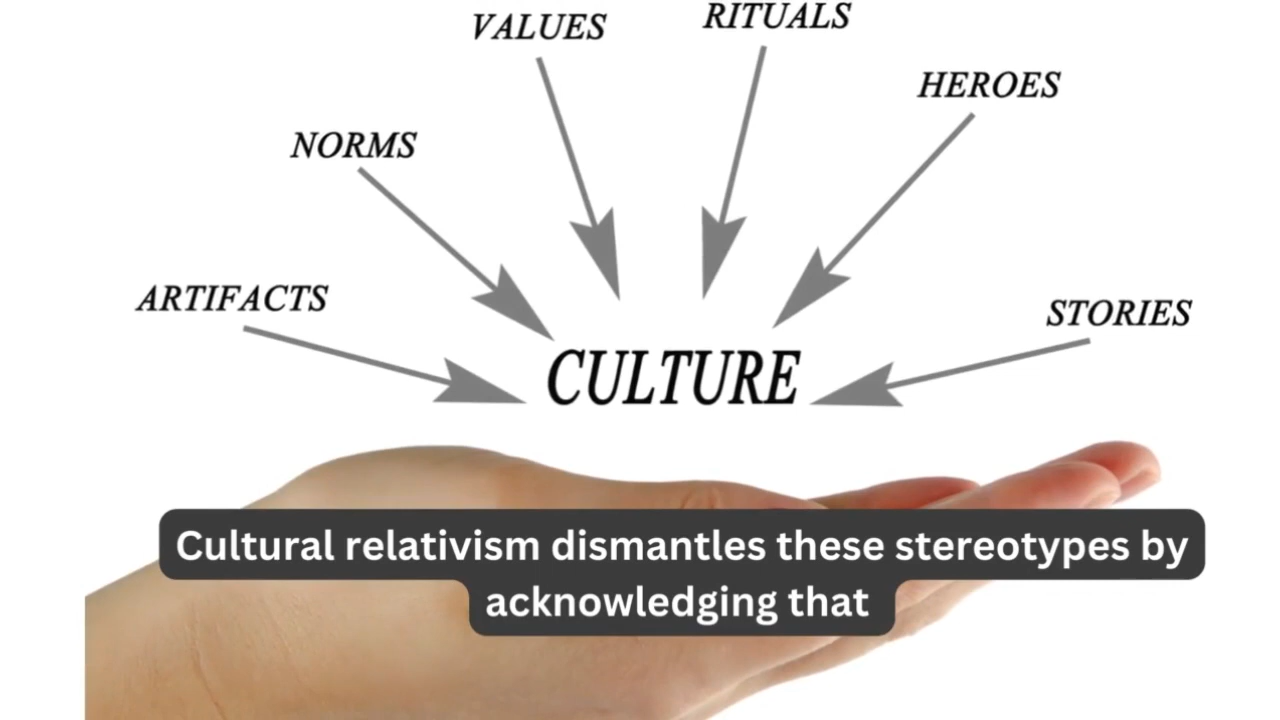 VALUES
RITUALS
HEROES
NORMS
ARTIFACTS
STORIES
CULTURE
Cultural relativism dismantles these stereotypes by
acknowledging that